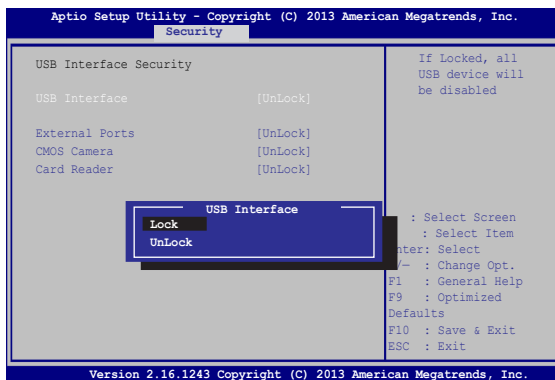 Aptio Setup Utility - Copyright (C) 2013 American Megatrends, Inc.
Security
USB Interface Security
USB Interface [UnLock]
External Ports [UnLock]
CMOS Camera [UnLock]
Card Reader [UnLock]
If Locked, all
USB device will
be disabled
USB Interface
Lock
UnLock
: Select Screen
: Select Item
nter: Select
/— : Change Opt.
F1 : General Help
F9 : Optimized
Defaults
F10 : Save & Exit
ESC : Exit
Version 2.16.1243 Copyright (C) 2013 American Megatrends, Inc.